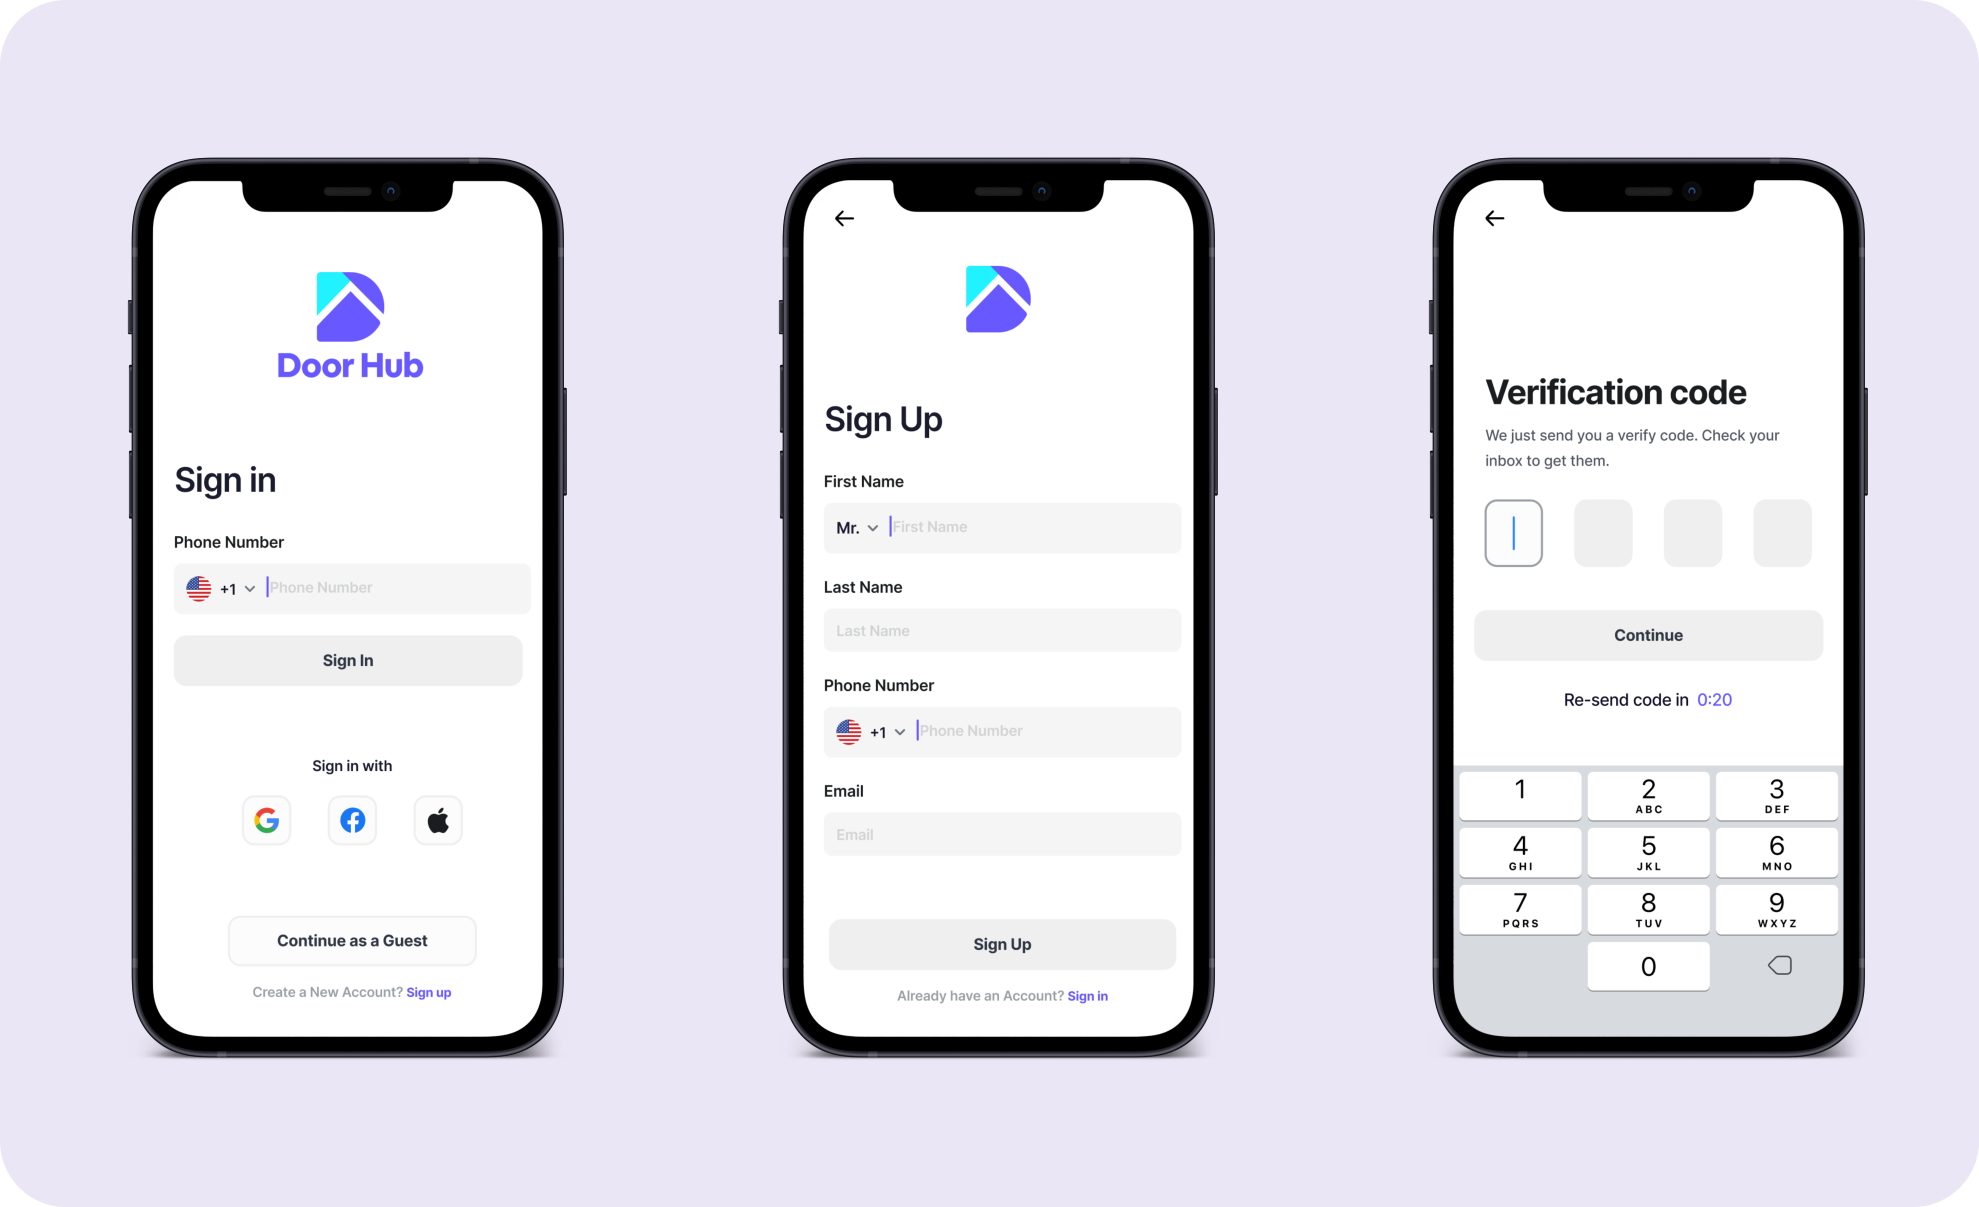 Door Hub
Sign in
Phone Number
+1 Phone Number
Sign In
Sign in with
Continue as a Guest
Create a New Account? Sign up
Sign Up
First Name
Mr. First Name
Last Name
Last Name
Phone Number
+1 Phone Number
Email
Email
Sign Up
Already have an Account? Sign in
Verification code
We just send you a verify code. Check your
inbox to get them.
Continue
Re-send code in 0:20
1 2 3
ABC DEF
4 5 6
GHI JKL MNO
7 8 9
PQRS TUV WXYZ
0